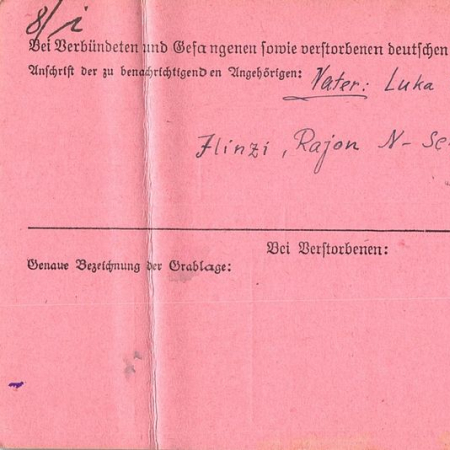 8/i
Bei Verbündeten und Gefangenen sowie verstorbenen deutschen
Anschrift der zu benachrichtigenden Angehörigen: Vater: Luka
Ilinzi, Rajon N-Se-
Bei Verstorbenen:
Genaue Bezeichnung der Grablage: